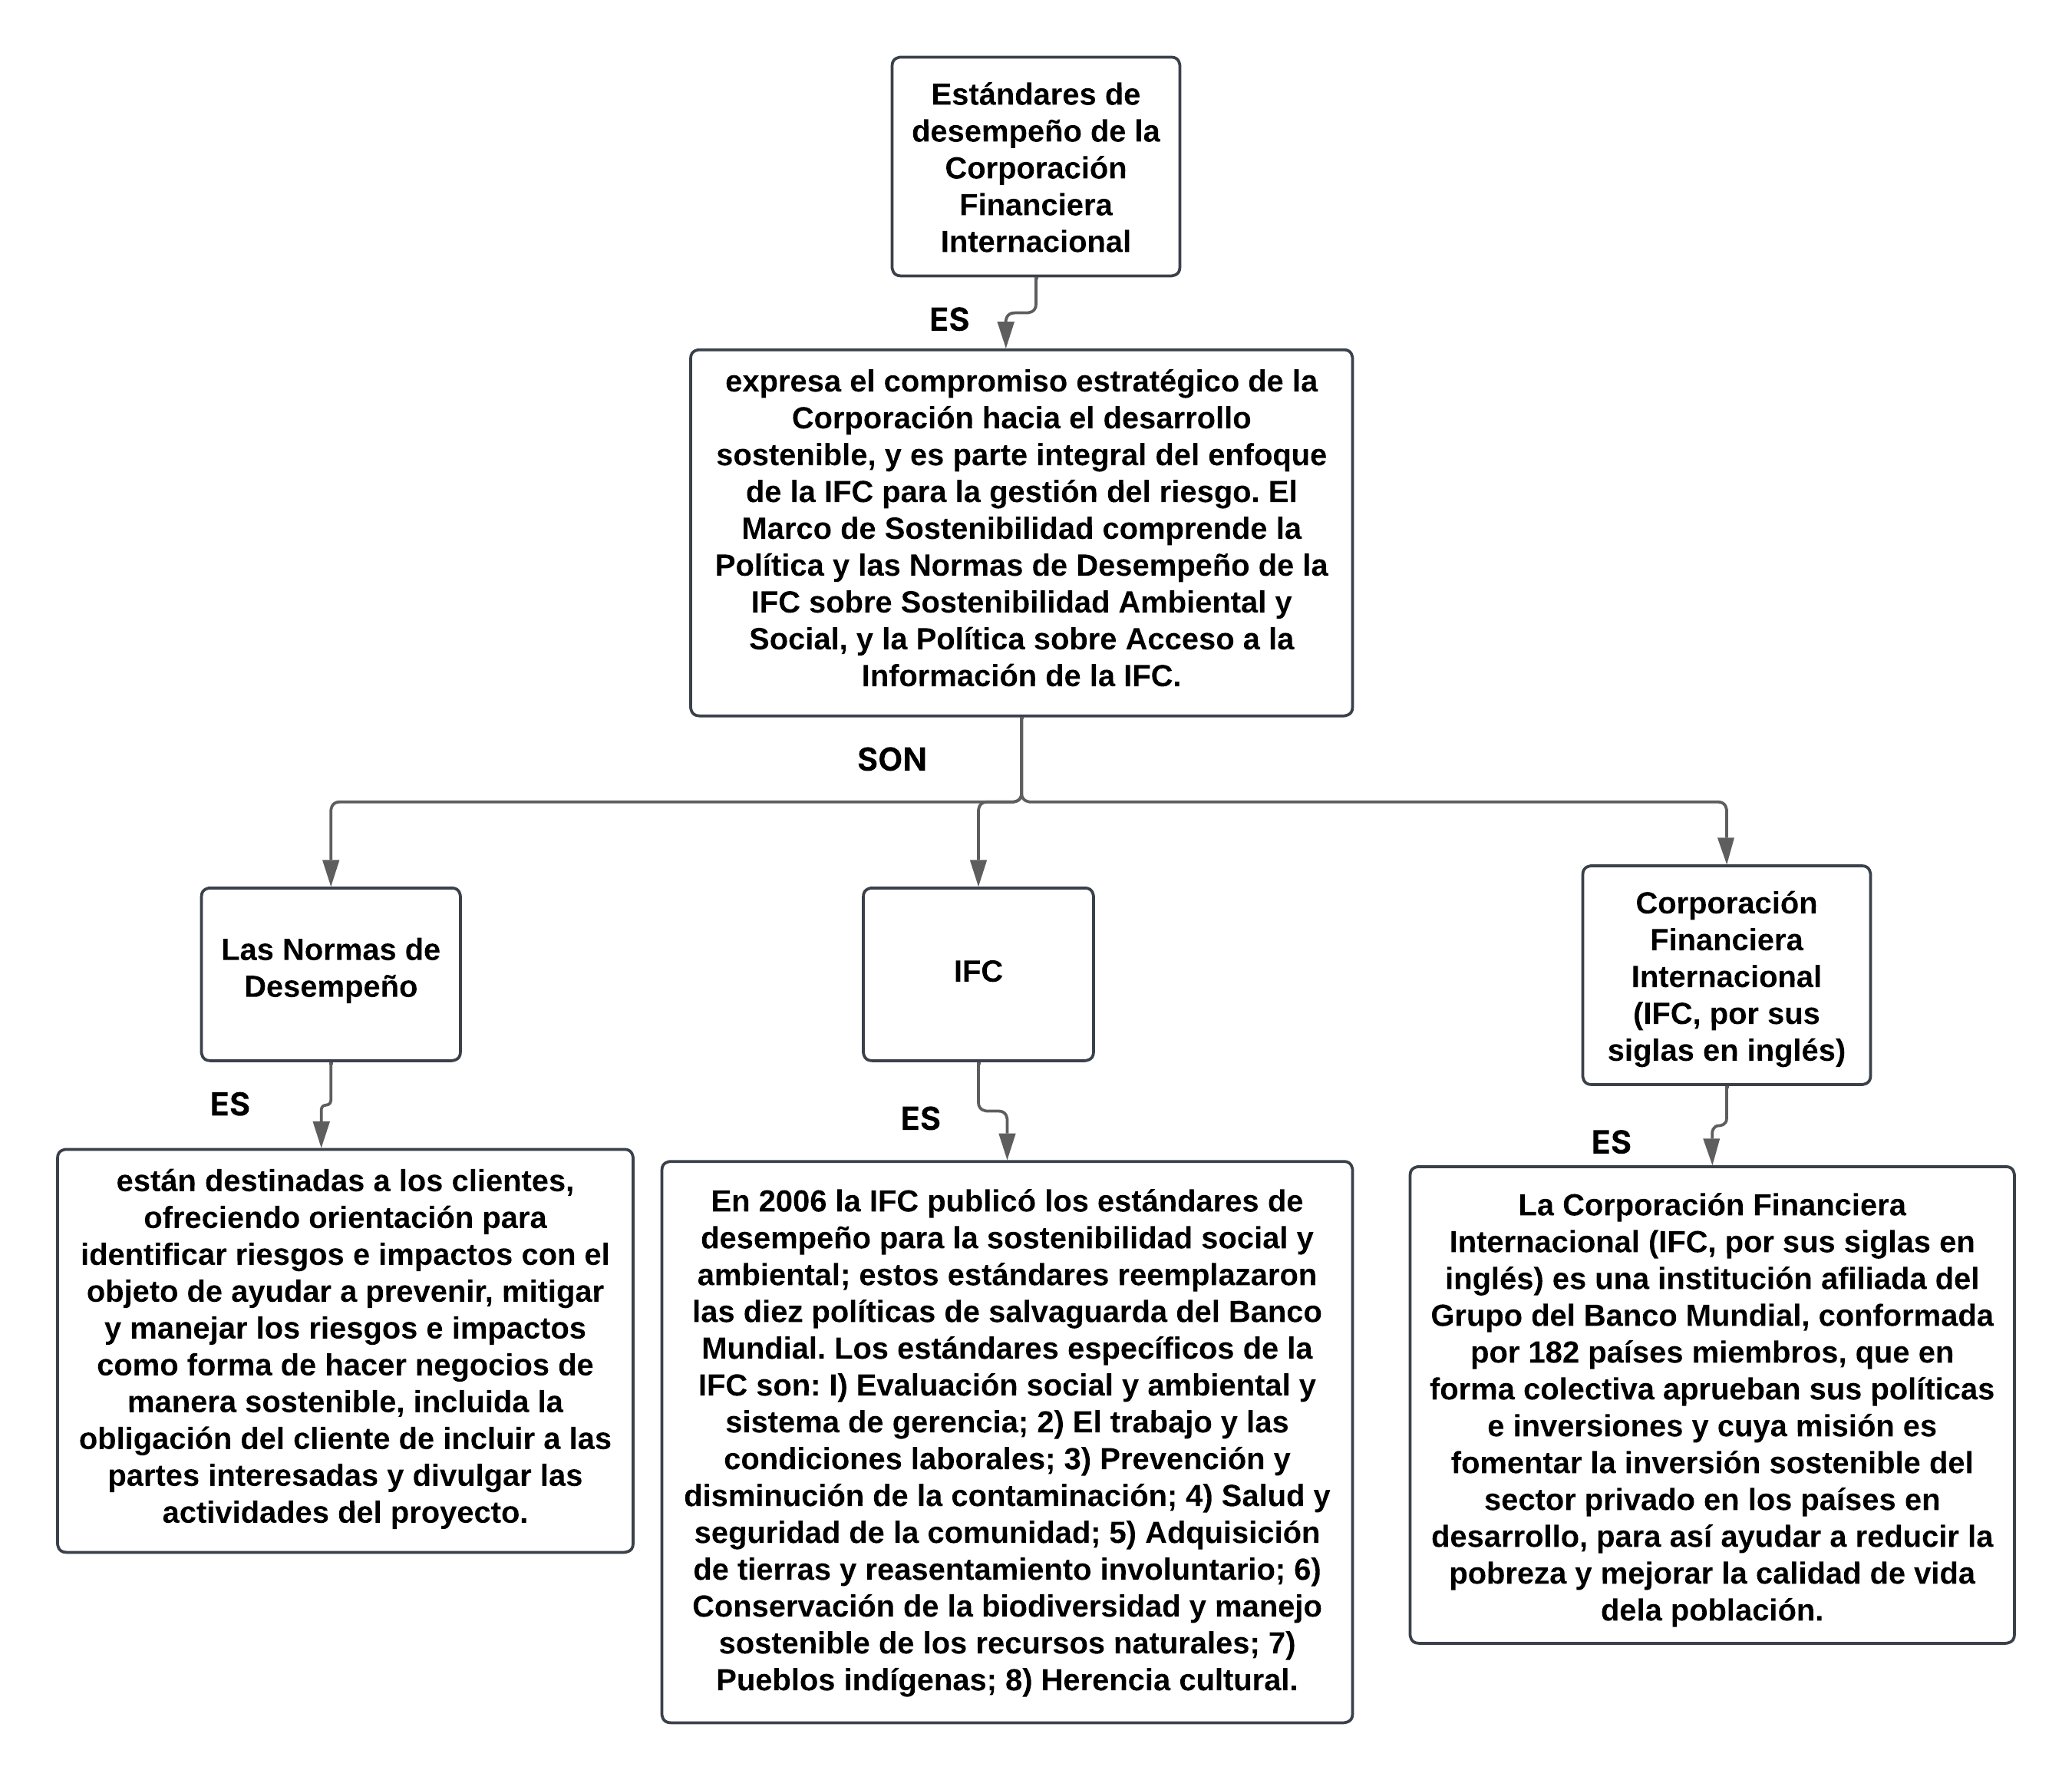 Estándares de
desempeño de la
Corporación
Financiera
Internacional
ES
expresa el compromiso estratégico de la
Corporación hacia el desarrollo
sostenible, y es parte integral del enfoque
de la IFC para la gestión del riesgo. El
Marco de Sostenibilidad comprende la
Política y las Normas de Desempeño de la
IFC sobre Sostenibilidad Ambiental y
Social, y la Política sobre Acceso a la
Información de la IFC.
SON
Las Normas de
Desempeño
ES
están destinadas a los clientes,
ofreciendo orientación para
identificar riesgos e impactos con el
objeto de ayudar a prevenir, mitigar
y manejar los riesgos e impactos
como forma de hacer negocios de
manera sostenible, incluida la
obligación del cliente de incluir a las
partes interesadas y divulgar las
actividades del proyecto.
IFC
ES
En 2006 la IFC publicó los estándares de
desempeño para la sostenibilidad social y
ambiental; estos estándares reemplazaron
las diez políticas de salvaguarda del Banco
Mundial. Los estándares específicos de la
IFC son: I) Evaluación social y ambiental y
sistema de gerencia; 2) El trabajo y las
condiciones laborales; 3) Prevención y
disminución de la contaminación; 4) Salud y
seguridad de la comunidad; 5) Adquisición
de tierras y reasentamiento involuntario; 6)
Conservación de la biodiversidad y manejo
sostenible de los recursos naturales; 7)
Pueblos indígenas; 8) Herencia cultural.
Corporación
Financiera
Internacional
(IFC, por sus
siglas en inglés)
ES
La Corporación Financiera
Internacional (IFC, por sus siglas en
inglés) es una institución afiliada del
Grupo del Banco Mundial, conformada
por 182 países miembros, que en
forma colectiva aprueban sus políticas
e inversiones y cuya misión es
fomentar la inversión sostenible del
sector privado en los países en
desarrollo, para así ayudar a reducir la
pobreza y mejorar la calidad de vida
dela población.